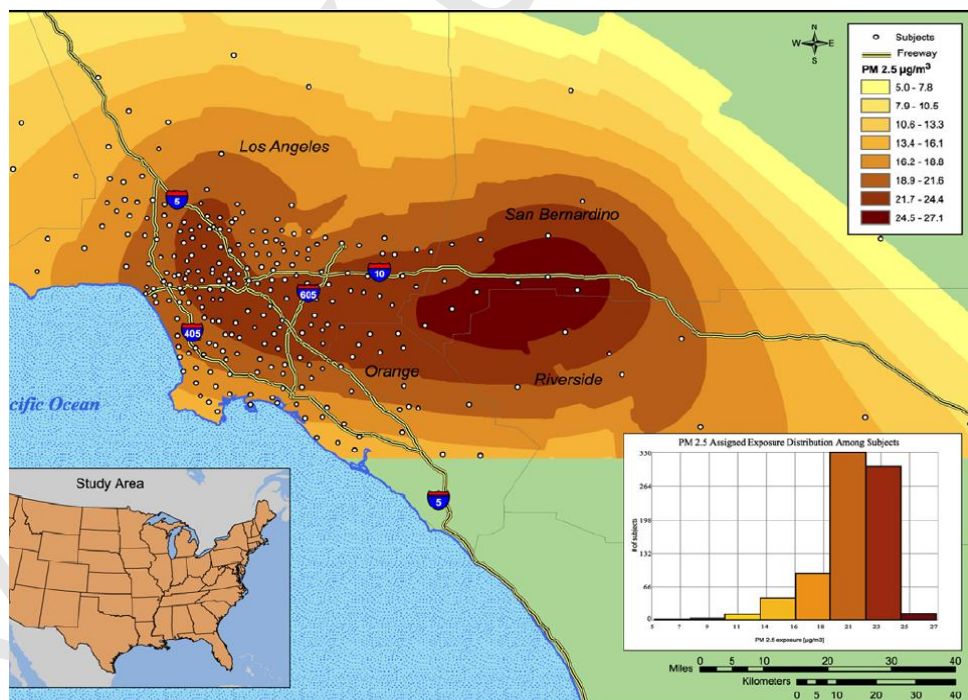 N
W E
S
Subjects
Freeway
PM 2.5 µg/m³
5.0 - 7.8
7.9 - 10.5
10.6 - 13.3
13.4 - 16.1
16.2 - 18.8
18.9 - 21.6
21.7 - 24.4
24.5 - 27.1
Los Angeles
5
San Bernardino
10
605
405
Orange
Riverside
cific Ocean
5
PM 2.5 Assigned Exposure Distribution Among Subjects
330
264
198
132
66
0
# of subjects
5 7 9 11 14 16 18 21 23 25 27
PM 2.5 exposure [µg/m3]
Study Area
Miles 0 5 10 20 30 40
Kilometers 0 5 10 20 30 40